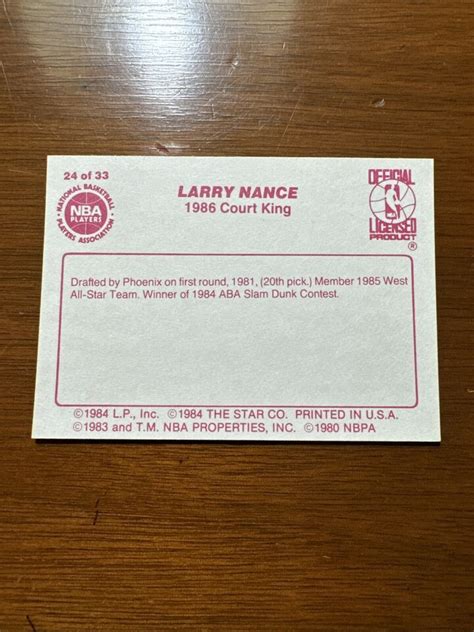 24 of 33
NATIONAL BASKETBALL
NBA
PLAYERS
PLAYERS ASSOCIATION
LARRY NANCE
1986 Court King
OFFICIAL
LICENSED
PRODUCT
®
Drafted by Phoenix on first round, 1981, (20th pick.) Member 1985 West
All-Star Team. Winner of 1984 ABA Slam Dunk Contest.
©1984 L.P., Inc. ©1984 THE STAR CO. PRINTED IN U.S.A.
©1983 and T.M. NBA PROPERTIES, INC. ©1980 NBPA